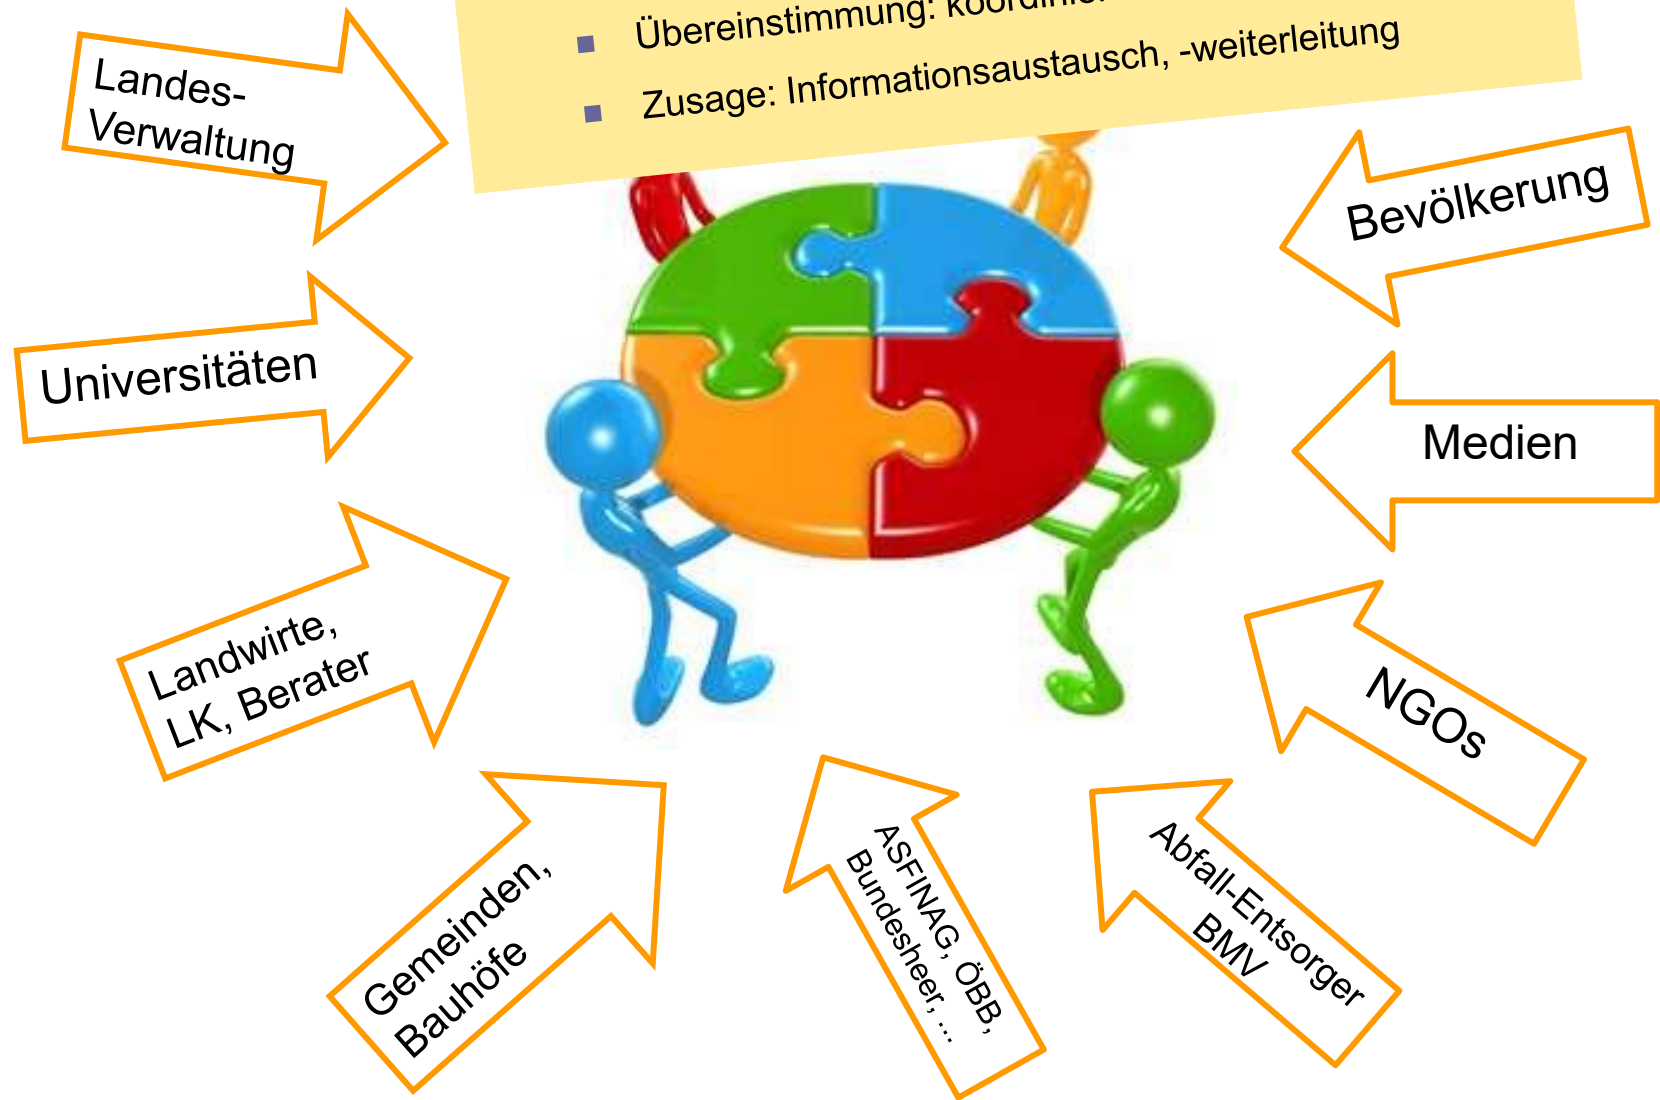 Übereinstimmung:
Zusage: Informationsaustausch, -weiterleitung
Landes-
Verwaltung
Bevölkerung
Universitäten
Medien
Landwirte,
LK, Berater
NGOs
Gemeinden,
Bauhöfe
ASFINAG, ÖBB,
Bundesheer, …
Abfall-Entsorger
BMV